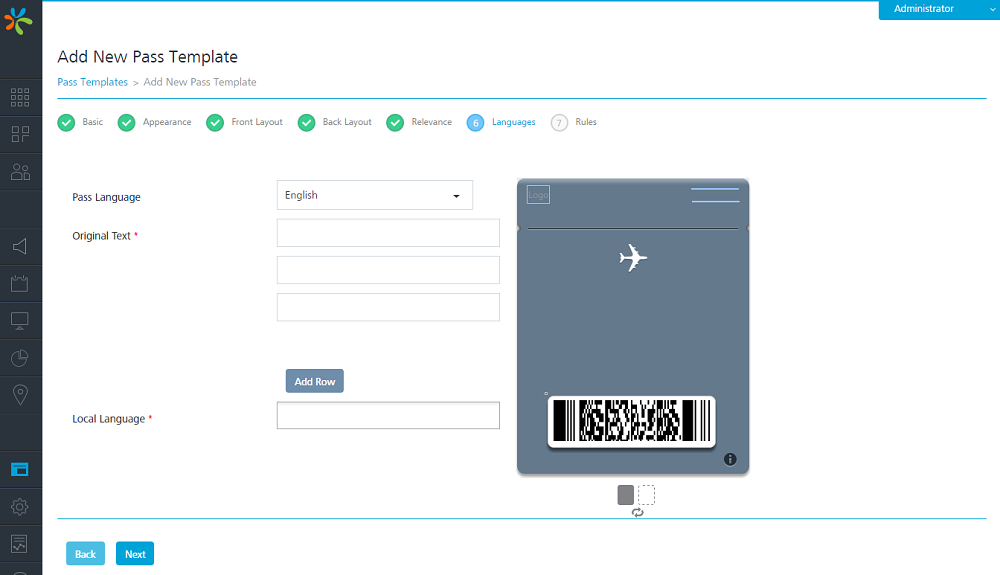 Administrator
Add New Pass Template
Pass Templates > Add New Pass Template
Basic Appearance Front Layout Back Layout Relevance 6 Languages 7 Rules
Pass Language English
Logo
Original Text *
Add Row
Local Language *
Back Next